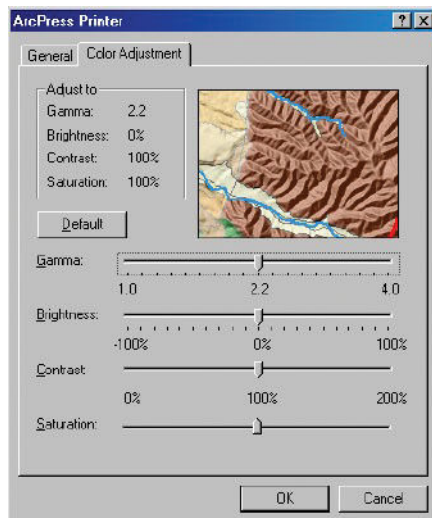 ArcPress Printer
General
Color Adjustment
Adjust to
Gamma: 2.2
Brightness: 0%
Contrast: 100%
Saturation: 100%
Default
Gamma:
1.0 2.2 4.0
Brightness:
-100% 0% 100%
Contrast
0% 100% 200%
Saturation:
OK Cancel